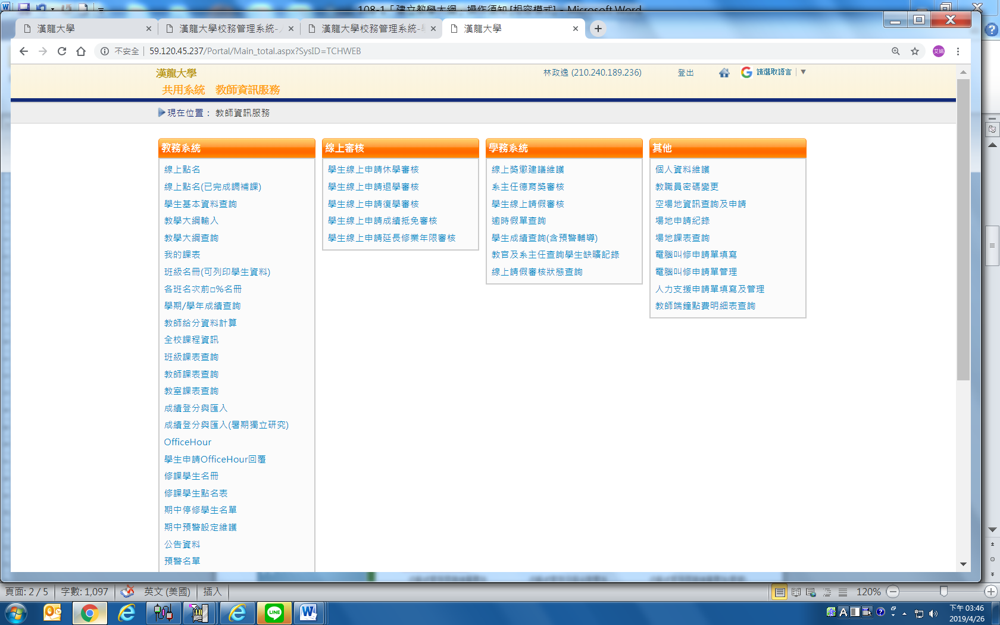 108-1「建立教學大綱」操作須知 [相容模式] - Microsoft Word
漢龍大學
漢龍大學校務管理系統-
漢龍大學校務管理系統-
漢龍大學
不安全
59.120.45.237/Portal/Main_total.aspx?SysID=TCHWEB
艾娟
漢龍大學
林政逸 (210.240.189.236)
登出
請選取語言
共用系統 教師資訊服務
現在位置： 教師資訊服務
教務系統
線上點名
線上點名(已完成調補課)
學生基本資料查詢
教學大綱輸入
教學大綱查詢
我的課表
班級名冊(可列印學生資料)
各班名次前□%名冊
學期/學年成績查詢
教師給分資料計算
全校課程資訊
班級課表查詢
教師課表查詢
教室課表查詢
成績登分與匯入
成績登分與匯入(暑期獨立研究)
OfficeHour
學生申請OfficeHour回覆
修課學生名冊
修課學生點名表
期中停修學生名單
期中預警設定維護
公告資料
預警名單
線上審核
學生線上申請休學審核
學生線上申請退學審核
學生線上申請復學審核
學生線上申請成績抵免審核
學生線上申請延長修業年限審核
學務系統
線上獎懲建議維護
系主任德育獎審核
學生線上請假審核
逾時假單查詢
學生成績查詢(含預警輔導)
教官及系主任查詢學生缺曠記錄
線上請假審核狀態查詢
其他
個人資料維護
教職員密碼變更
空場地資訊查詢及申請
場地申請紀錄
場地課表查詢
電腦叫修申請單填寫
電腦叫修申請單管理
人力支援申請單填寫及管理
教師端鐘點費明細表查詢
頁面: 2 / 5
字數: 1,097
英文 (美國)
插入
120%
LINE
下午 03:46
2019/4/26